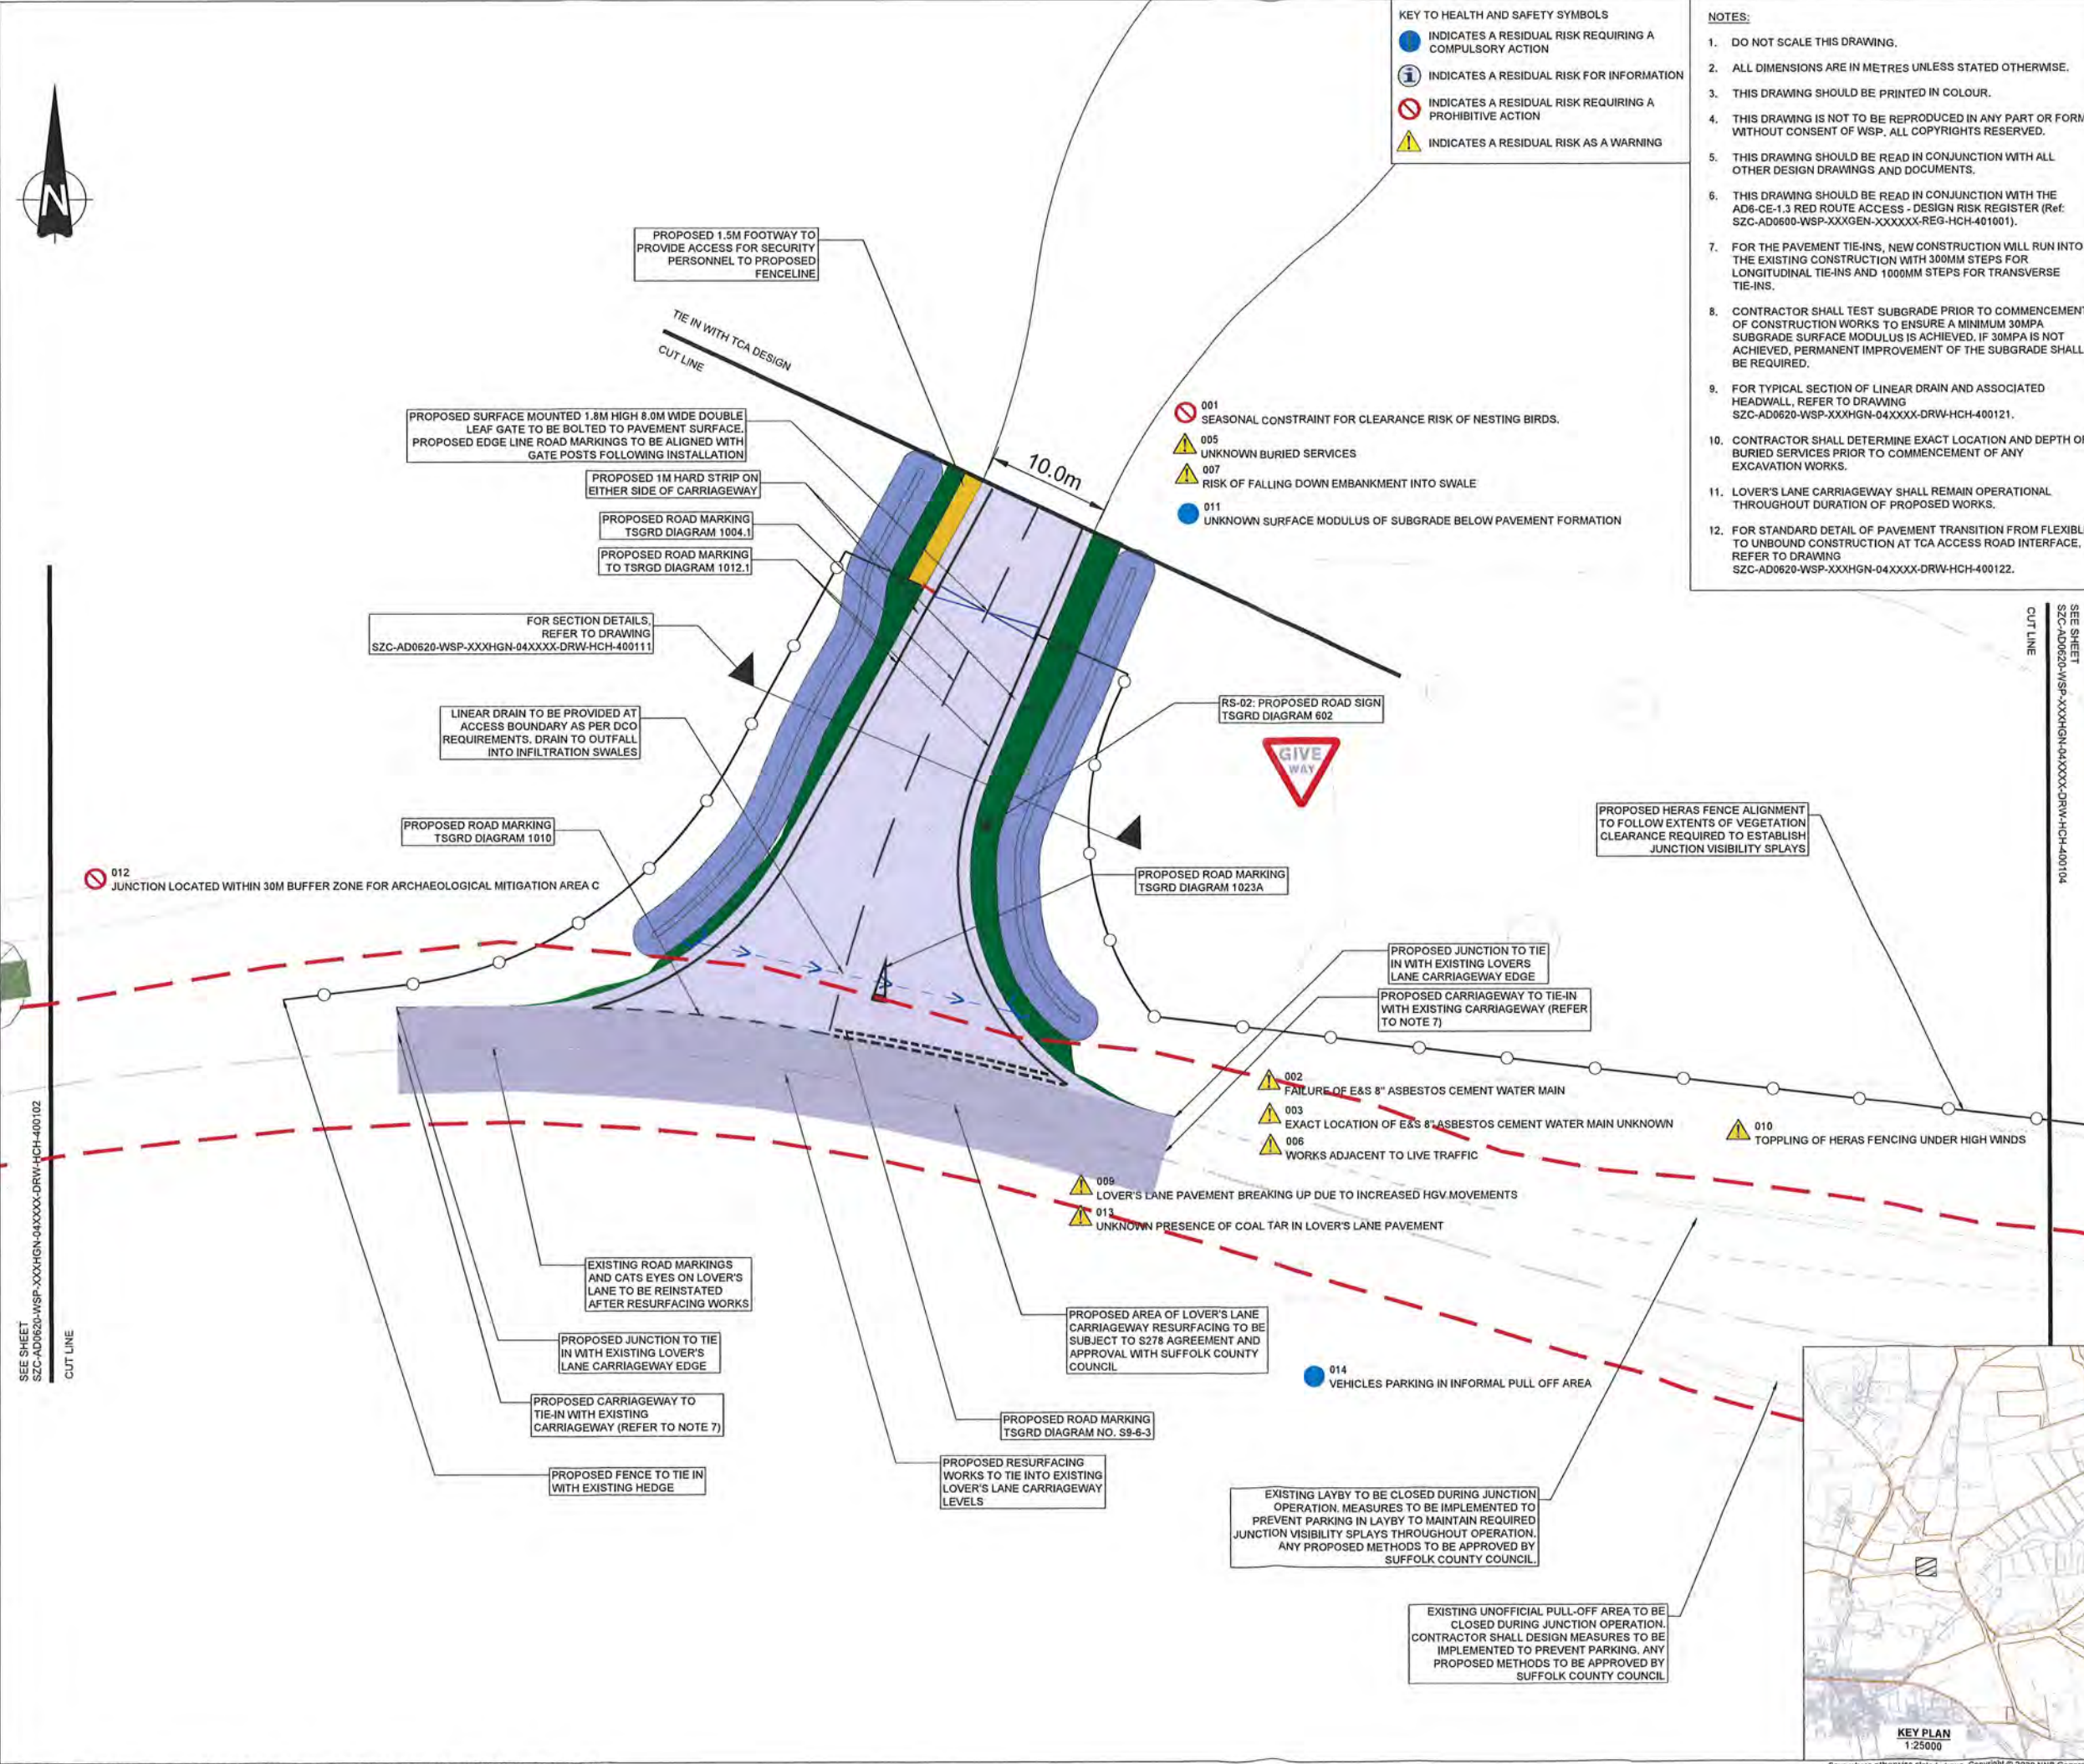 KEY TO HEALTH AND SAFETY SYMBOLS
INDICATES A RESIDUAL RISK REQUIRING A
COMPULSORY ACTION
INDICATES A RESIDUAL RISK FOR INFORMATION
INDICATES A RESIDUAL RISK REQUIRING A
PROHIBITIVE ACTION
INDICATES A RESIDUAL RISK AS A WARNING
NOTES:
1. DO NOT SCALE THIS DRAWING.
2. ALL DIMENSIONS ARE IN METRES UNLESS STATED OTHERWISE.
3. THIS DRAWING SHOULD BE PRINTED IN COLOUR.
4. THIS DRAWING IS NOT TO BE REPRODUCED IN ANY PART OR FORM
WITHOUT CONSENT OF WSP. ALL COPYRIGHTS RESERVED.
5. THIS DRAWING SHOULD BE READ IN CONJUNCTION WITH ALL
OTHER DESIGN DRAWINGS AND DOCUMENTS.
6. THIS DRAWING SHOULD BE READ IN CONJUNCTION WITH THE
AD6-CE-1.3 RED ROUTE ACCESS - DESIGN RISK REGISTER (Ref:
SZC-AD0600-WSP-XXXGEN-XXXXXX-REG-HCH-401001).
7. FOR THE PAVEMENT TIE-INS, NEW CONSTRUCTION WILL RUN INTO
THE EXISTING CONSTRUCTION WITH 300MM STEPS FOR
LONGITUDINAL TIE-INS AND 1000MM STEPS FOR TRANSVERSE
TIE-INS.
8. CONTRACTOR SHALL TEST SUBGRADE PRIOR TO COMMENCEMENT
OF CONSTRUCTION WORKS TO ENSURE A MINIMUM 30MPA
SUBGRADE SURFACE MODULUS IS ACHIEVED. IF 30MPA IS NOT
ACHIEVED, PERMANENT IMPROVEMENT OF THE SUBGRADE SHALL
BE REQUIRED.
9. FOR TYPICAL SECTION OF LINEAR DRAIN AND ASSOCIATED
HEADWALL, REFER TO DRAWING
SZC-AD0620-WSP-XXXHGN-04XXXX-DRW-HCH-400121.
10. CONTRACTOR SHALL DETERMINE EXACT LOCATION AND DEPTH OF
BURIED SERVICES PRIOR TO COMMENCEMENT OF ANY
EXCAVATION WORKS.
11. LOVER'S LANE CARRIAGEWAY SHALL REMAIN OPERATIONAL
THROUGHOUT DURATION OF PROPOSED WORKS.
12. FOR STANDARD DETAIL OF PAVEMENT TRANSITION FROM FLEXIBLE
TO UNBOUND CONSTRUCTION AT TCA ACCESS ROAD INTERFACE,
REFER TO DRAWING
SZC-AD0620-WSP-XXXHGN-04XXXX-DRW-HCH-400122.
N
PROPOSED 1.5M FOOTWAY TO
PROVIDE ACCESS FOR SECURITY
PERSONNEL TO PROPOSED
FENCELINE
TIE IN WITH TCA DESIGN
CUT LINE
PROPOSED SURFACE MOUNTED 1.8M HIGH 8.0M WIDE DOUBLE
LEAF GATE TO BE BOLTED TO PAVEMENT SURFACE.
PROPOSED EDGE LINE ROAD MARKINGS TO BE ALIGNED WITH
GATE POSTS FOLLOWING INSTALLATION
PROPOSED 1M HARD STRIP ON
EITHER SIDE OF CARRIAGEWAY
PROPOSED ROAD MARKING
TSGRD DIAGRAM 1004.1
PROPOSED ROAD MARKING
TO TSRGD DIAGRAM 1012.1
10.0m
001
SEASONAL CONSTRAINT FOR CLEARANCE RISK OF NESTING BIRDS.
005
UNKNOWN BURIED SERVICES
007
RISK OF FALLING DOWN EMBANKMENT INTO SWALE
011
UNKNOWN SURFACE MODULUS OF SUBGRADE BELOW PAVEMENT FORMATION
FOR SECTION DETAILS,
REFER TO DRAWING
SZC-AD0620-WSP-XXXHGN-04XXXX-DRW-HCH-400111
LINEAR DRAIN TO BE PROVIDED AT
ACCESS BOUNDARY AS PER DCO
REQUIREMENTS. DRAIN TO OUTFALL
INTO INFILTRATION SWALES
RS-02: PROPOSED ROAD SIGN
TSGRD DIAGRAM 602
GIVE
WAY
CUT LINE
SEE SHEET
SZC-AD0620-WSP-XXXHGN-04XXXX-DRW-HCH-400104
PROPOSED ROAD MARKING
TSGRD DIAGRAM 1010
PROPOSED HERAS FENCE ALIGNMENT
TO FOLLOW EXTENTS OF VEGETATION
CLEARANCE REQUIRED TO ESTABLISH
JUNCTION VISIBILITY SPLAYS
012
JUNCTION LOCATED WITHIN 30M BUFFER ZONE FOR ARCHAEOLOGICAL MITIGATION AREA C
PROPOSED ROAD MARKING
TSGRD DIAGRAM 1023A
PROPOSED JUNCTION TO TIE
IN WITH EXISTING LOVERS
LANE CARRIAGEWAY EDGE
PROPOSED CARRIAGEWAY TO TIE-IN
WITH EXISTING CARRIAGEWAY (REFER
TO NOTE 7)
002
FAILURE OF E&S 8" ASBESTOS CEMENT WATER MAIN
003
EXACT LOCATION OF E&S 8" ASBESTOS CEMENT WATER MAIN UNKNOWN
006
WORKS ADJACENT TO LIVE TRAFFIC
010
TOPPLING OF HERAS FENCING UNDER HIGH WINDS
009
LOVER'S LANE PAVEMENT BREAKING UP DUE TO INCREASED HGV MOVEMENTS
013
UNKNOWN PRESENCE OF COAL TAR IN LOVER'S LANE PAVEMENT
SEE SHEET
SZC-AD0620-WSP-XXXHGN-04XXXX-DRW-HCH-400102
CUT LINE
EXISTING ROAD MARKINGS
AND CATS EYES ON LOVER'S
LANE TO BE REINSTATED
AFTER RESURFACING WORKS
PROPOSED JUNCTION TO TIE
IN WITH EXISTING LOVER'S
LANE CARRIAGEWAY EDGE
PROPOSED CARRIAGEWAY TO
TIE-IN WITH EXISTING
CARRIAGEWAY (REFER TO NOTE 7)
PROPOSED FENCE TO TIE IN
WITH EXISTING HEDGE
PROPOSED AREA OF LOVER'S LANE
CARRIAGEWAY RESURFACING TO BE
SUBJECT TO S278 AGREEMENT AND
APPROVAL WITH SUFFOLK COUNTY
COUNCIL
014
VEHICLES PARKING IN INFORMAL PULL OFF AREA
PROPOSED ROAD MARKING
TSGRD DIAGRAM NO. S9-6-3
PROPOSED RESURFACING
WORKS TO TIE INTO EXISTING
LOVER'S LANE CARRIAGEWAY
LEVELS
EXISTING LAYBY TO BE CLOSED DURING JUNCTION
OPERATION. MEASURES TO BE IMPLEMENTED TO
PREVENT PARKING IN LAYBY TO MAINTAIN REQUIRED
JUNCTION VISIBILITY SPLAYS THROUGHOUT OPERATION.
ANY PROPOSED METHODS TO BE APPROVED BY
SUFFOLK COUNTY COUNCIL.
EXISTING UNOFFICIAL PULL-OFF AREA TO BE
CLOSED DURING JUNCTION OPERATION.
CONTRACTOR SHALL DESIGN MEASURES TO BE
IMPLEMENTED TO PREVENT PARKING. ANY
PROPOSED METHODS TO BE APPROVED BY
SUFFOLK COUNTY COUNCIL
KEY PLAN
1:25000